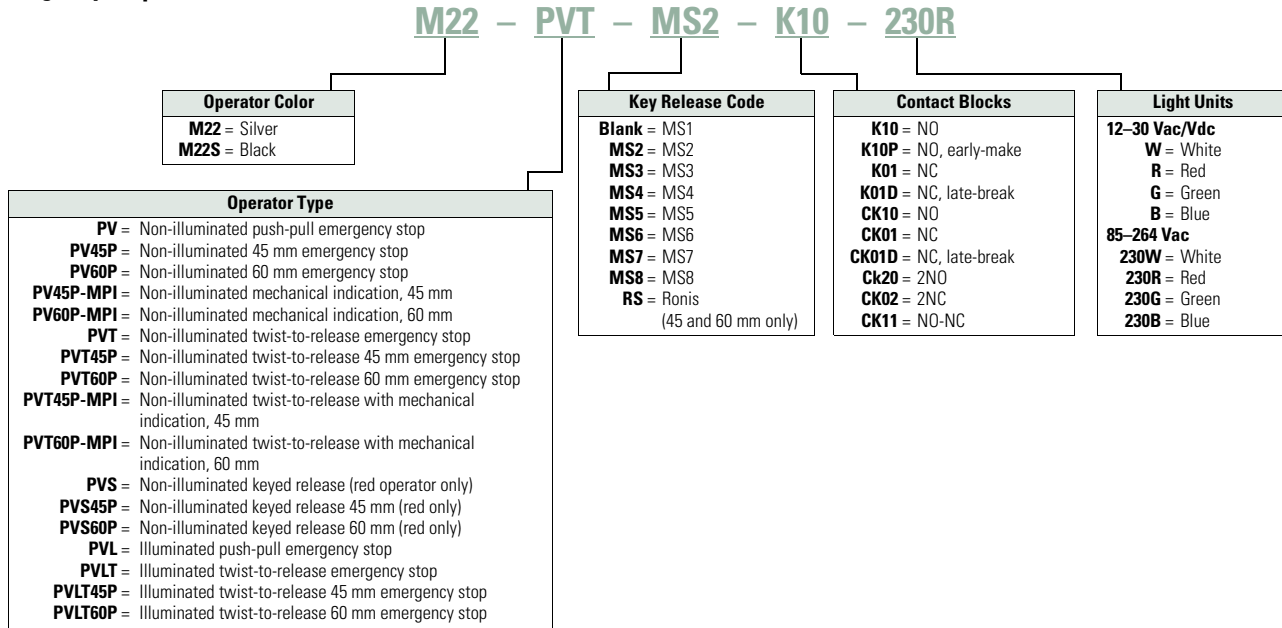 M22 – PVT – MS2 – K10 – 230R
Operator Color
M22 = Silver
M22S = Black
Operator Type
PV = Non-illuminated push-pull emergency stop
PV45P = Non-illuminated 45 mm emergency stop
PV60P = Non-illuminated 60 mm emergency stop
PV45P-MPI = Non-illuminated mechanical indication, 45 mm
PV60P-MPI = Non-illuminated mechanical indication, 60 mm
PVT = Non-illuminated twist-to-release emergency stop
PVT45P = Non-illuminated twist-to-release 45 mm emergency stop
PVT60P = Non-illuminated twist-to-release 60 mm emergency stop
PVT45P-MPI = Non-illuminated twist-to-release with mechanical
indication, 45 mm
PVT60P-MPI = Non-illuminated twist-to-release with mechanical
indication, 60 mm
PVS = Non-illuminated keyed release (red operator only)
PVS45P = Non-illuminated keyed release 45 mm (red only)
PVS60P = Non-illuminated keyed release 60 mm (red only)
PVL = Illuminated push-pull emergency stop
PVLT = Illuminated twist-to-release emergency stop
PVLT45P = Illuminated twist-to-release 45 mm emergency stop
PVLT60P = Illuminated twist-to-release 60 mm emergency stop
Key Release Code
Blank = MS1
MS2 = MS2
MS3 = MS3
MS4 = MS4
MS5 = MS5
MS6 = MS6
MS7 = MS7
MS8 = MS8
RS = Ronis
(45 and 60 mm only)
Contact Blocks
K10 = NO
K10P = NO, early-make
K01 = NC
K01D = NC, late-break
CK10 = NO
CK01 = NC
CK01D = NC, late-break
Ck20 = 2NO
CK02 = 2NC
CK11 = NO-NC
Light Units
12–30 Vac/Vdc
W = White
R = Red
G = Green
B = Blue
85–264 Vac
230W = White
230R = Red
230G = Green
230B = Blue